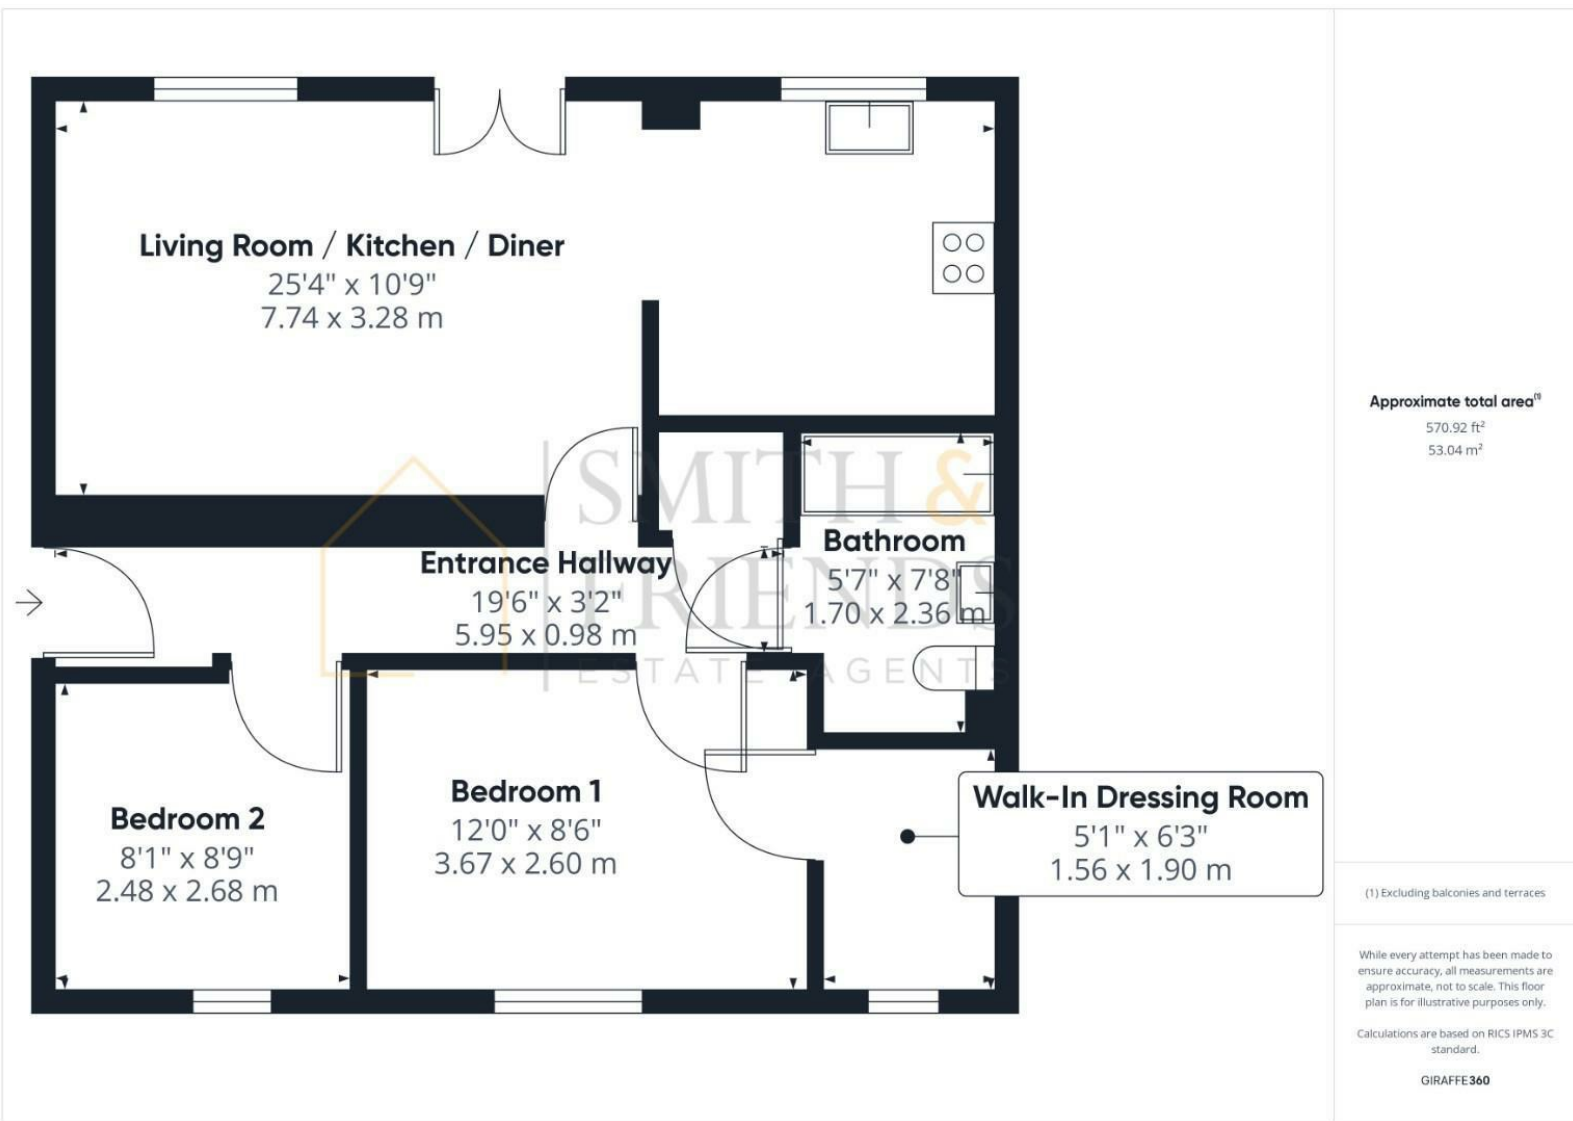 Living Room / Kitchen / Diner
25'4" x 10'9"
7.74 x 3.28 m
SMITH &
FRIENDS
ESTATE AGENTS
Entrance Hallway
19'6" x 3'2"
5.95 x 0.98 m
Bathroom
5'7" x 7'8"
1.70 x 2.36 m
Bedroom 2
8'1" x 8'9"
2.48 x 2.68 m
Bedroom 1
12'0" x 8'6"
3.67 x 2.60 m
Walk-In Dressing Room
5'1" x 6'3"
1.56 x 1.90 m
Approximate total area⁽¹⁾
570.92 ft²
53.04 m²
(1) Excluding balconies and terraces
While every attempt has been made to
ensure accuracy, all measurements are
approximate, not to scale. This floor
plan is for illustrative purposes only.
Calculations are based on RICS IPMS 3C
standard.
GIRAFFE360